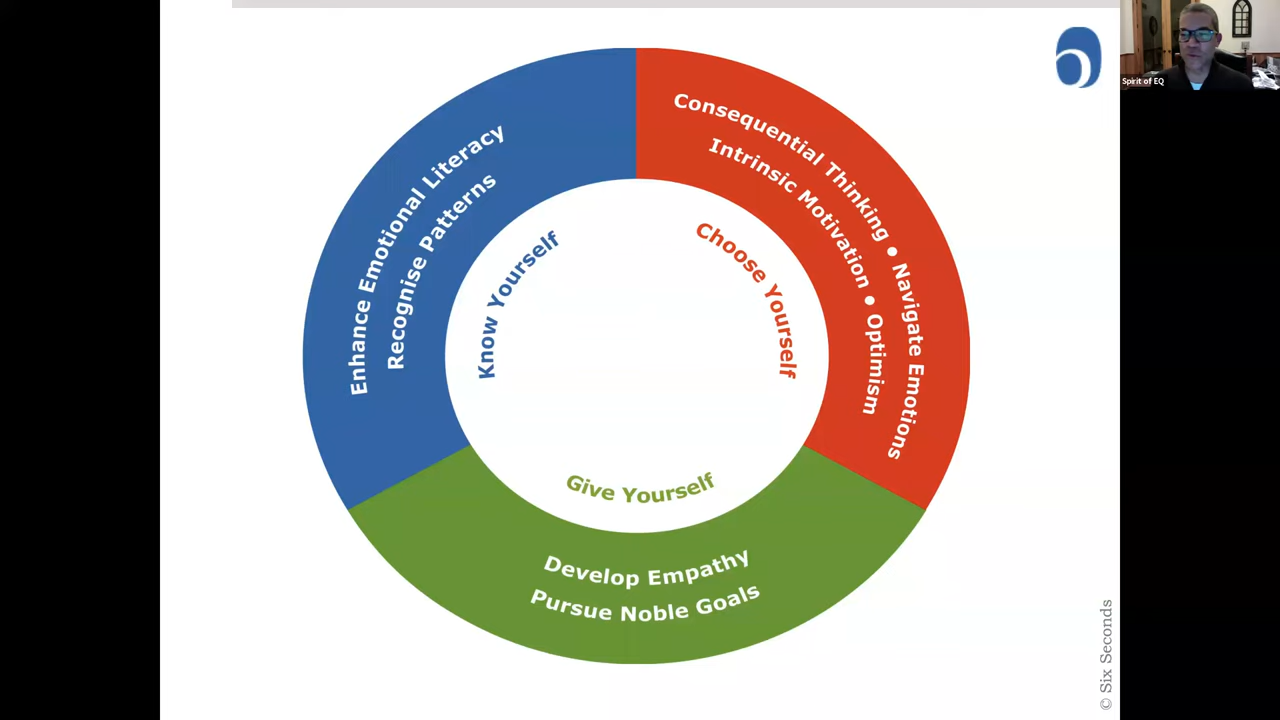 Spirit of EQ
Enhance Emotional Literacy
Recognise Patterns
Know Yourself
Consequential Thinking ● Navigate Emotions
Intrinsic Motivation ● Optimism
Choose Yourself
Give Yourself
Develop Empathy
Pursue Noble Goals
© Six Seconds